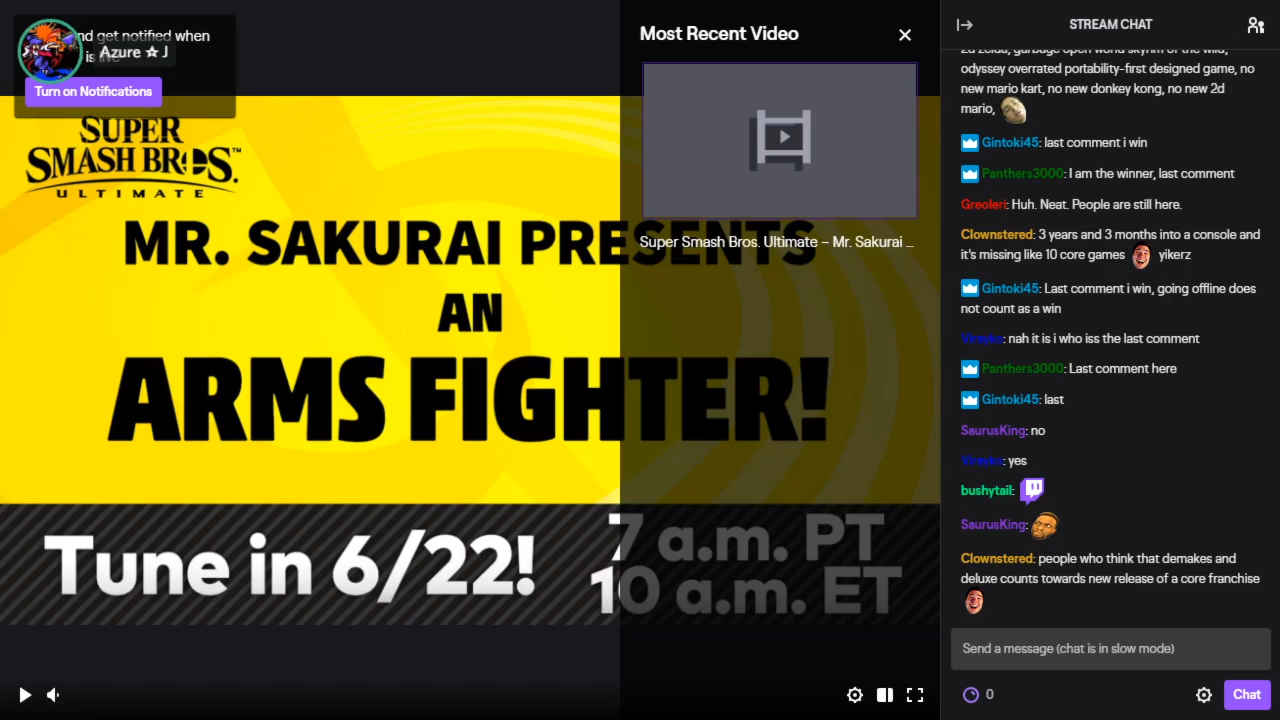 nd get notified when
is live
Azure ☆ J
Turn on Notifications
SUPER
SMASH BROS.™
ULTIMATE
MR. SAKURAI PRESENTS
AN
ARMS FIGHTER!
Tune in 6/22!
7 a.m. PT
10 a.m. ET
Most Recent Video
Super Smash Bros. Ultimate – Mr. Sakurai ...
STREAM CHAT
2d zelda, garbage open world skyrim of the wild,
odyssey overrated portability-first designed game, no
new mario kart, no new donkey kong, no new 2d
mario,
Gintoki45: last comment i win
Panthers3000: I am the winner, last comment
Greoleri: Huh. Neat. People are still here.
Clownstered: 3 years and 3 months into a console and
it's missing like 10 core games yikerz
Gintoki45: Last comment i win, going offline does
not count as a win
: nah it is i who iss the last comment
Panthers3000: Last comment here
Gintoki45: last
SaurusKing: no
: yes
bushytail:
SaurusKing:
Clownstered: people who think that demakes and
deluxe counts towards new release of a core franchise
Send a message (chat is in slow mode)
0
Chat